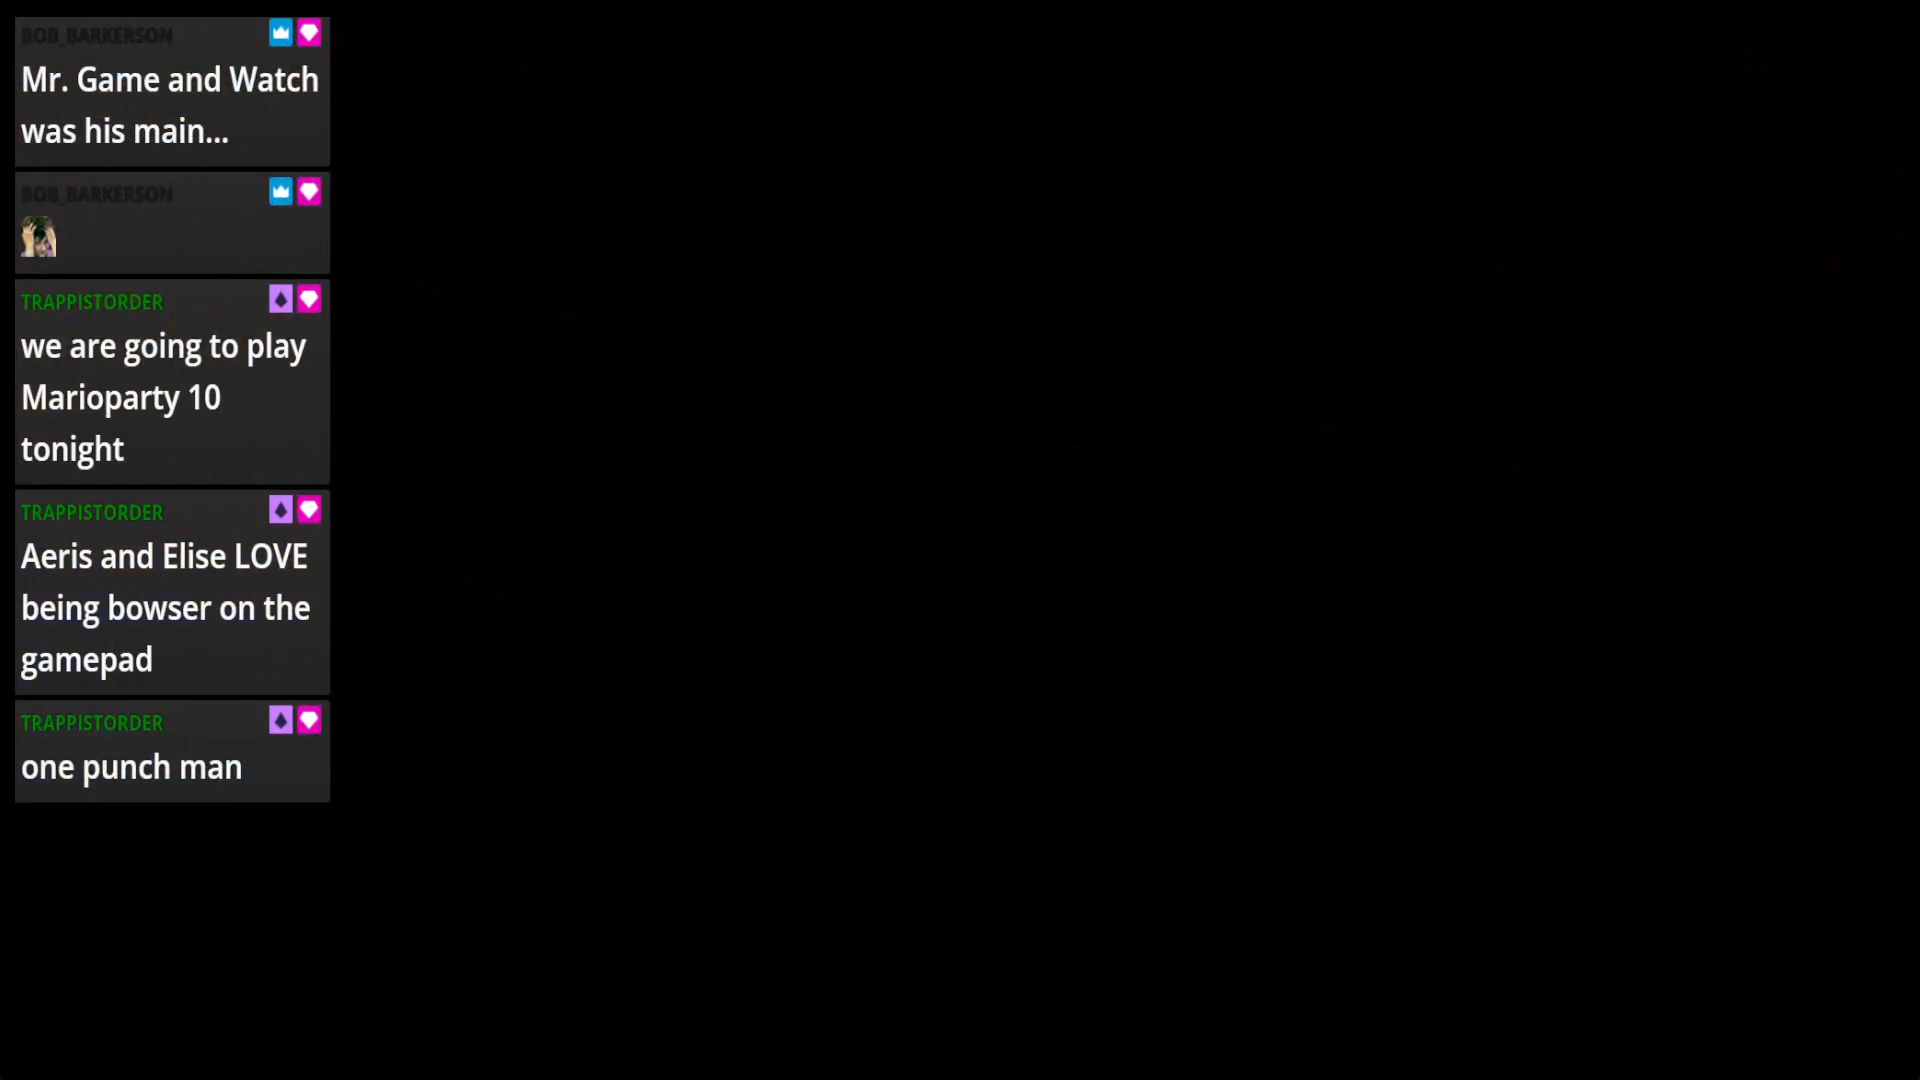 BOB_BARKERSON
Mr. Game and Watch
was his main...
BOB_BARKERSON
TRAPPISTORDER
we are going to play
Marioparty 10
tonight
TRAPPISTORDER
Aeris and Elise LOVE
being bowser on the
gamepad
TRAPPISTORDER
one punch man